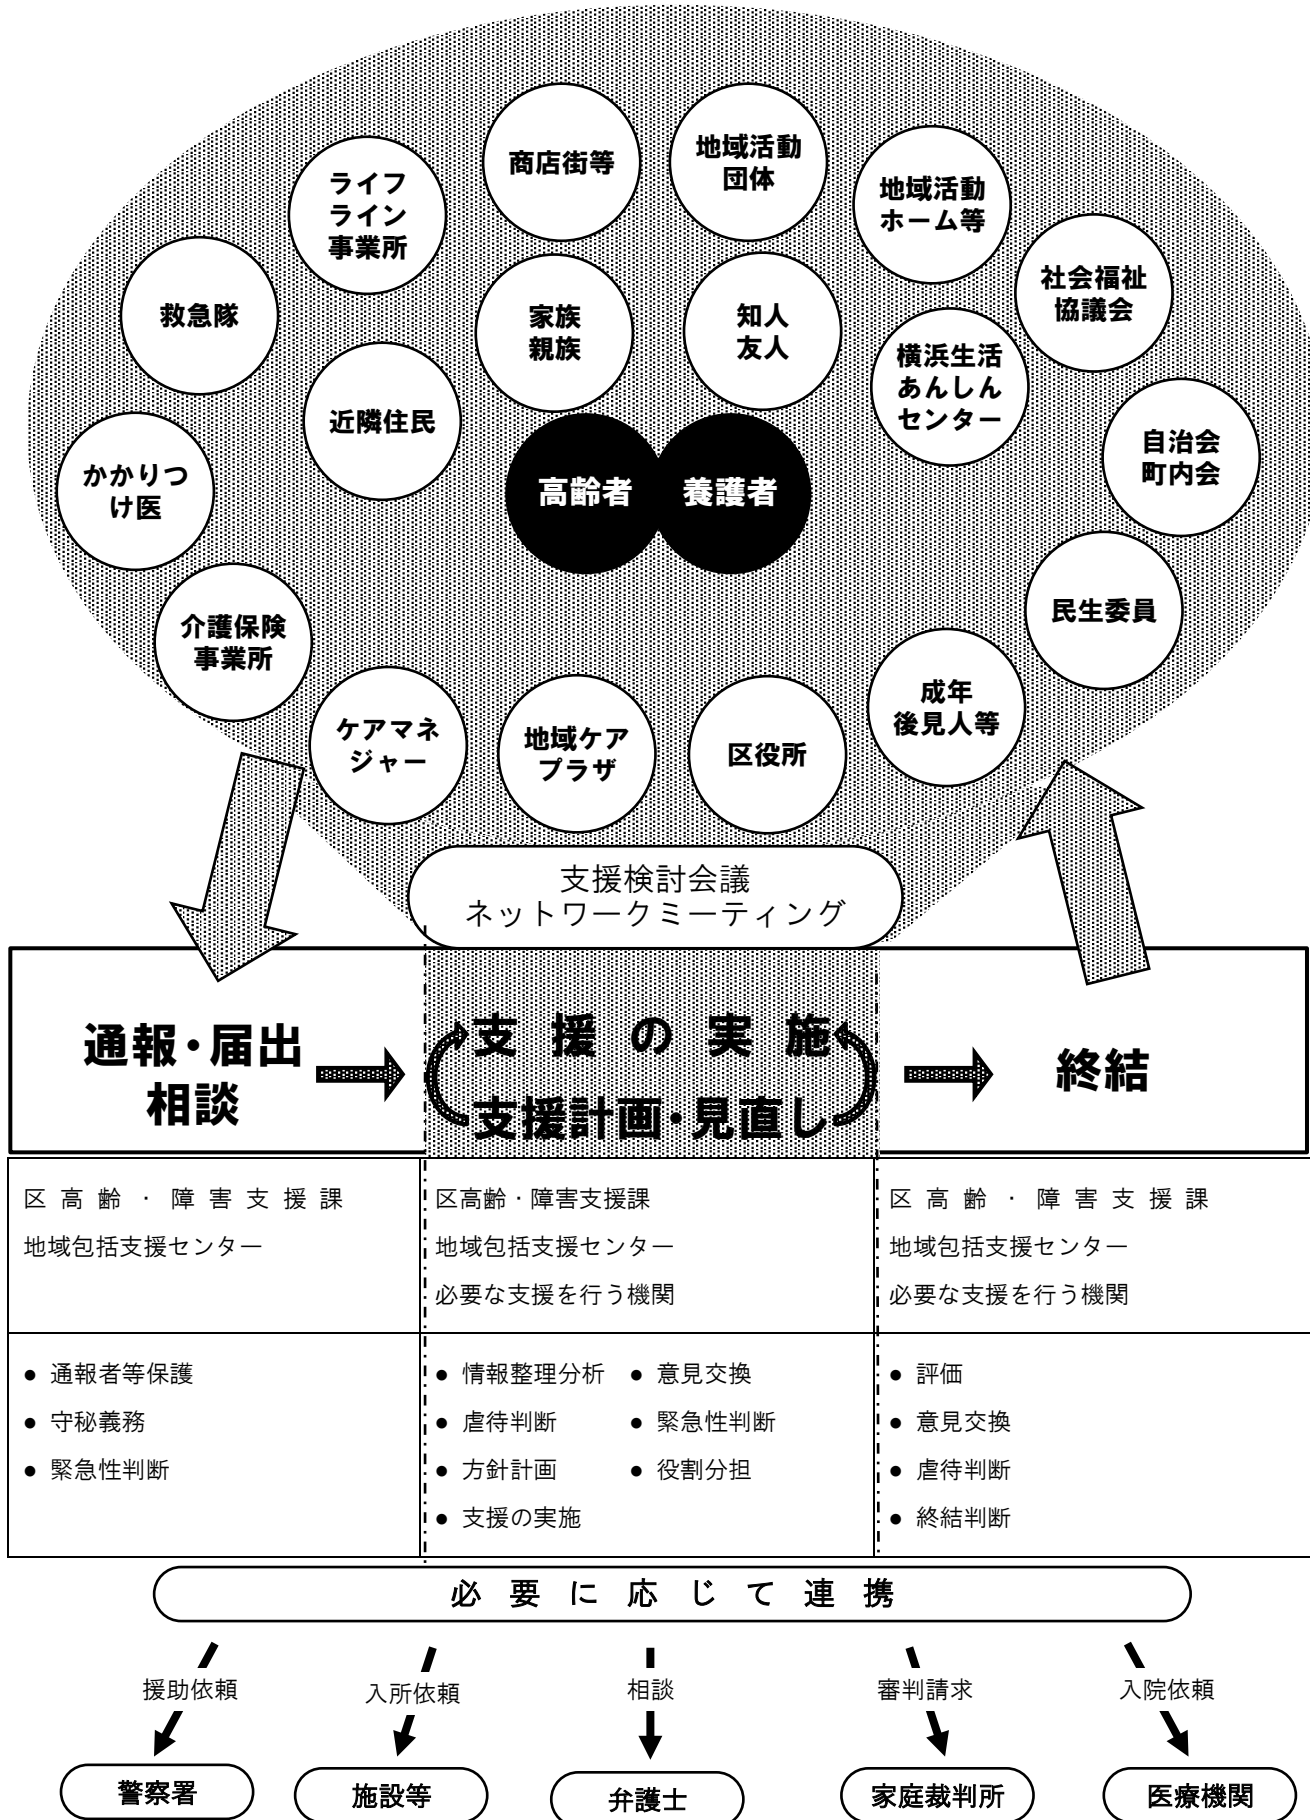 商店街等
地域活動
団体
ライフ
ライン
事業所
地域活動
ホーム等
社会福祉
協議会
救急隊
家族
親族
知人
友人
横浜生活
あんしん
センター
近隣住民
自治会
町内会
かかりつ
け医
高齢者
養護者
民生委員
介護保険
事業所
成年
後見人等
ケアマネ
ジャー
地域ケア
プラザ
区役所
支援検討会議
ネットワークミーティング
通報・届出
相談
支援の実施
支援計画・見直し
終結
区高齢・障害支援課
地域包括支援センター
区高齢・障害支援課
地域包括支援センター
必要な支援を行う機関
区高齢・障害支援課
地域包括支援センター
必要な支援を行う機関
● 通報者等保護
● 守秘義務
● 緊急性判断
● 情報整理分析 ● 意見交換
● 虐待判断 ● 緊急性判断
● 方針計画 ● 役割分担
● 支援の実施
● 評価
● 意見交換
● 虐待判断
● 終結判断
必要に応じて連携
援助依頼
入所依頼
相談
審判請求
入院依頼
警察署
施設等
弁護士
家庭裁判所
医療機関